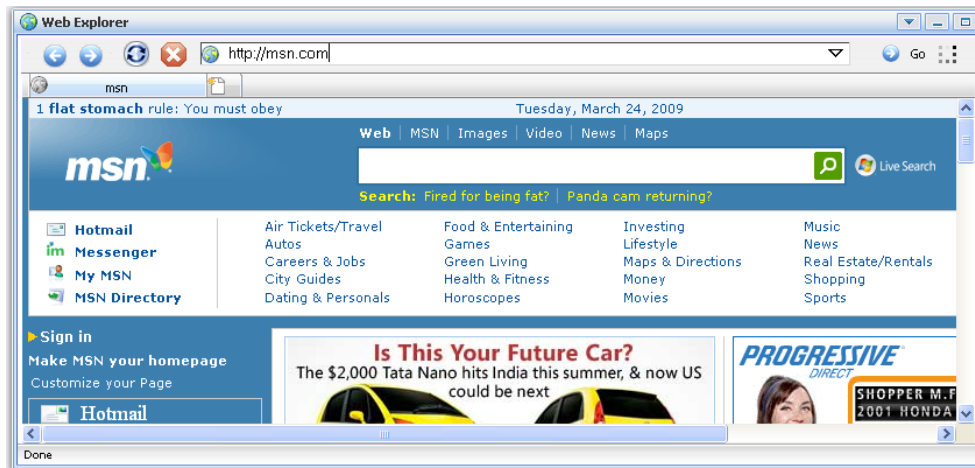 Web Explorer
http://msn.com
Go
msn
1 flat stomach rule: You must obey
Tuesday, March 24, 2009
Web | MSN | Images | Video | News | Maps
msn
Live Search
Search: Fired for being fat? | Panda cam returning?
Hotmail
Messenger
My MSN
MSN Directory
Air Tickets/Travel
Autos
Careers & Jobs
City Guides
Dating & Personals
Food & Entertaining
Games
Green Living
Health & Fitness
Horoscopes
Investing
Lifestyle
Maps & Directions
Money
Movies
Music
News
Real Estate/Rentals
Shopping
Sports
Sign in
Make MSN your homepage
Customize your Page
Hotmail
Is This Your Future Car?
The $2,000 Tata Nano hits India this summer, & now US
could be next
PROGRESSIVE
DIRECT
SHOPPER M.F
2001 HONDA
Done